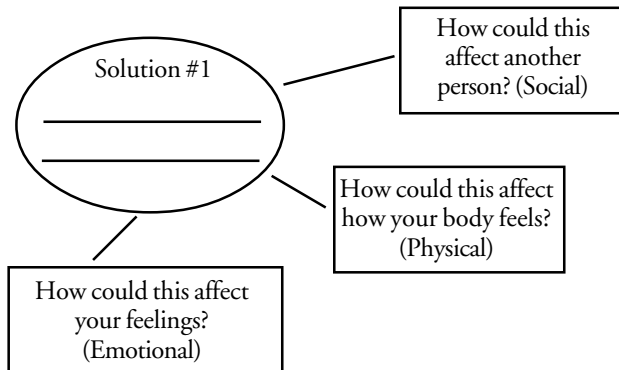 Solution #1
How could this
affect another
person? (Social)
How could this affect
how your body feels?
(Physical)
How could this affect
your feelings?
(Emotional)